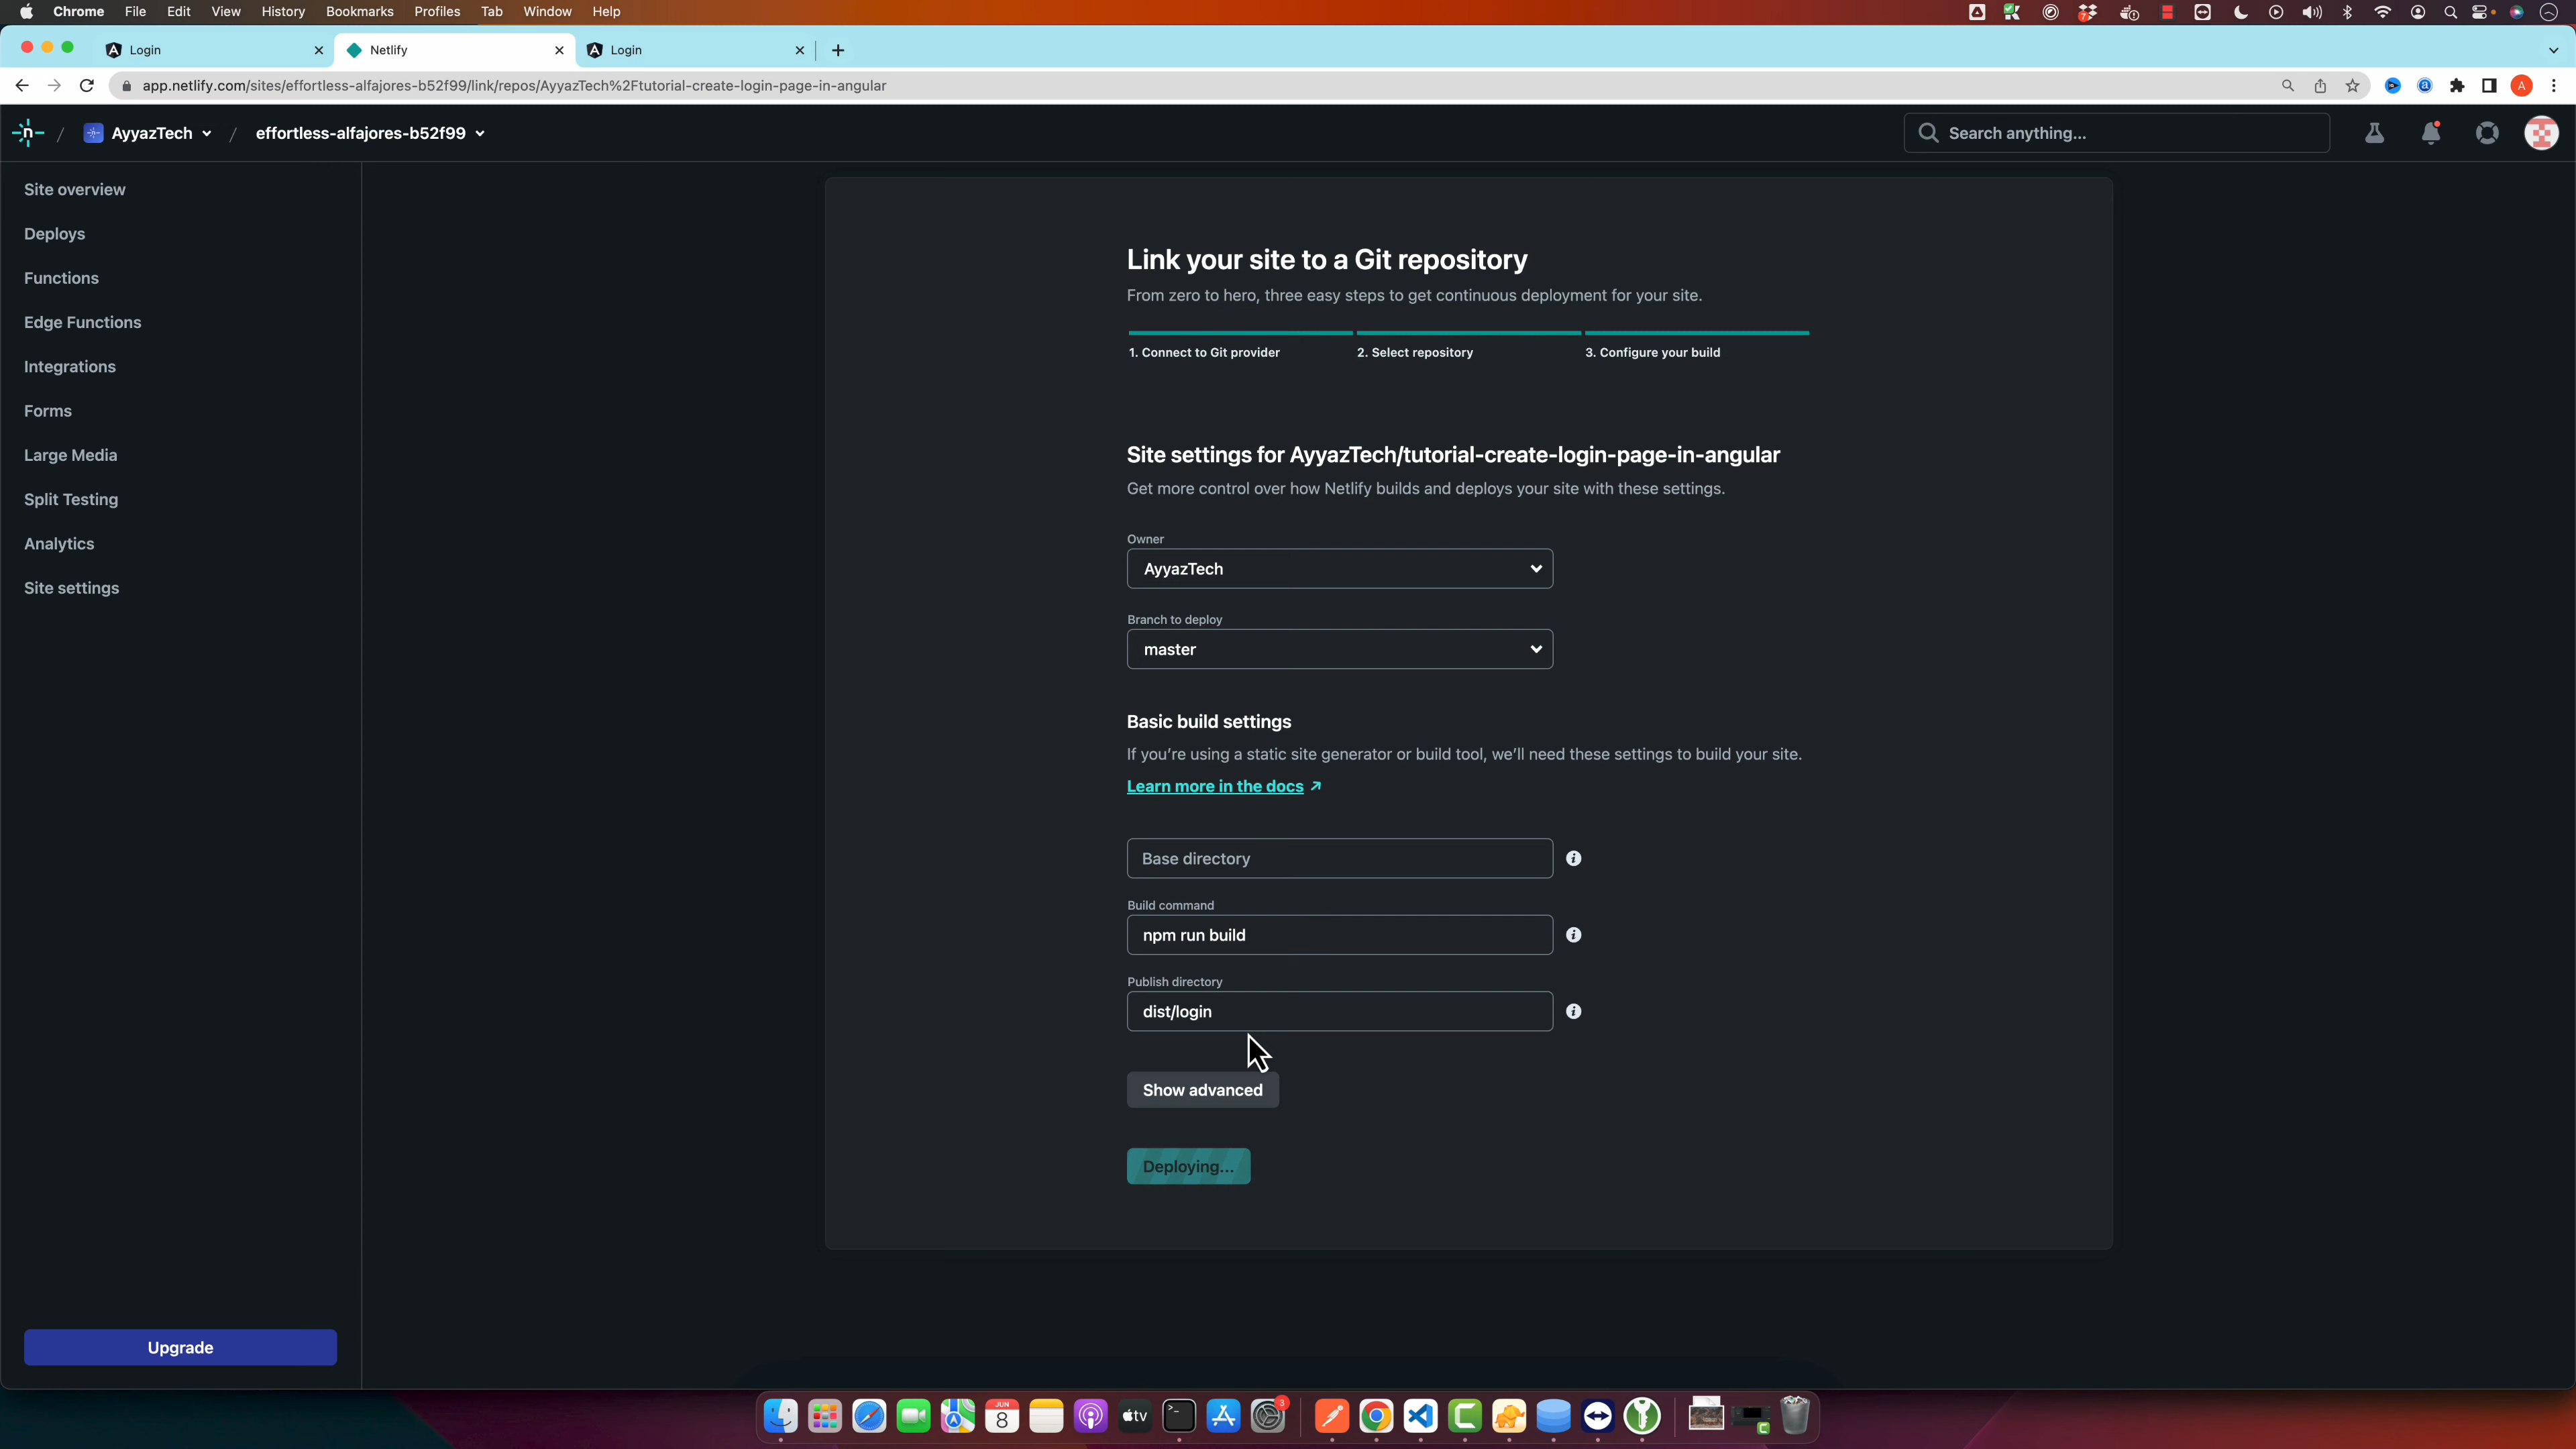 Chrome File Edit View History Bookmarks Profiles Tab Window Help
Login
Netlify
Login
app.netlify.com/sites/effortless-alfajores-b52f99/link/repos/AyyazTech%2Ftutorial-create-login-page-in-angular
A
n / AyyazTech / effortless-alfajores-b52f99
Search anything...
Site overview
Deploys
Functions
Edge Functions
Integrations
Forms
Large Media
Split Testing
Analytics
Site settings
Upgrade
Link your site to a Git repository
From zero to hero, three easy steps to get continuous deployment for your site.
1. Connect to Git provider
2. Select repository
3. Configure your build
Site settings for AyyazTech/tutorial-create-login-page-in-angular
Get more control over how Netlify builds and deploys your site with these settings.
Owner
AyyazTech
Branch to deploy
master
Basic build settings
If you're using a static site generator or build tool, we'll need these settings to build your site.
Learn more in the docs
Base directory
Build command
npm run build
Publish directory
dist/login
Show advanced
Deploying...
JUN
8
tv
3